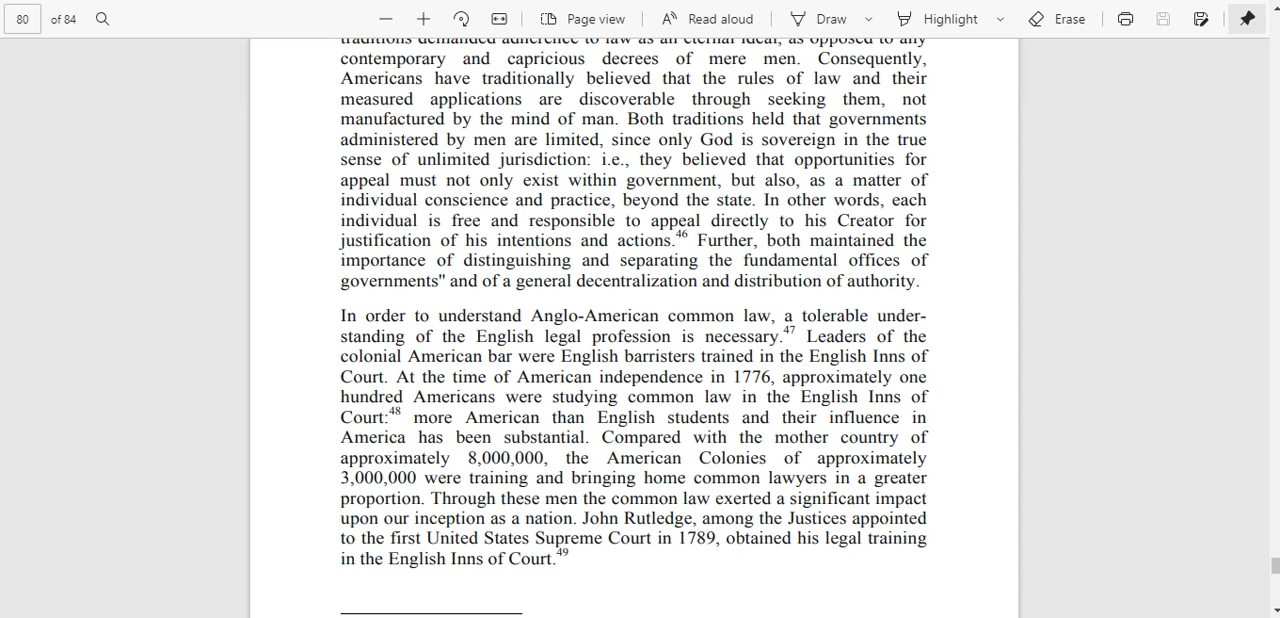 80 of 84 Page view Read aloud Draw Highlight Erase
traditions demanded adherence to law as an eternal ideal, as opposed to any
contemporary and capricious decrees of mere men. Consequently,
Americans have traditionally believed that the rules of law and their
measured applications are discoverable through seeking them, not
manufactured by the mind of man. Both traditions held that governments
administered by men are limited, since only God is sovereign in the true
sense of unlimited jurisdiction: i.e., they believed that opportunities for
appeal must not only exist within government, but also, as a matter of
individual conscience and practice, beyond the state. In other words, each
individual is free and responsible to appeal directly to his Creator for
justification of his intentions and actions.46 Further, both maintained the
importance of distinguishing and separating the fundamental offices of
governments" and of a general decentralization and distribution of authority.
In order to understand Anglo-American common law, a tolerable under-
standing of the English legal profession is necessary.47 Leaders of the
colonial American bar were English barristers trained in the English Inns of
Court. At the time of American independence in 1776, approximately one
hundred Americans were studying common law in the English Inns of
Court:48 more American than English students and their influence in
America has been substantial. Compared with the mother country of
approximately 8,000,000, the American Colonies of approximately
3,000,000 were training and bringing home common lawyers in a greater
proportion. Through these men the common law exerted a significant impact
upon our inception as a nation. John Rutledge, among the Justices appointed
to the first United States Supreme Court in 1789, obtained his legal training
in the English Inns of Court.49